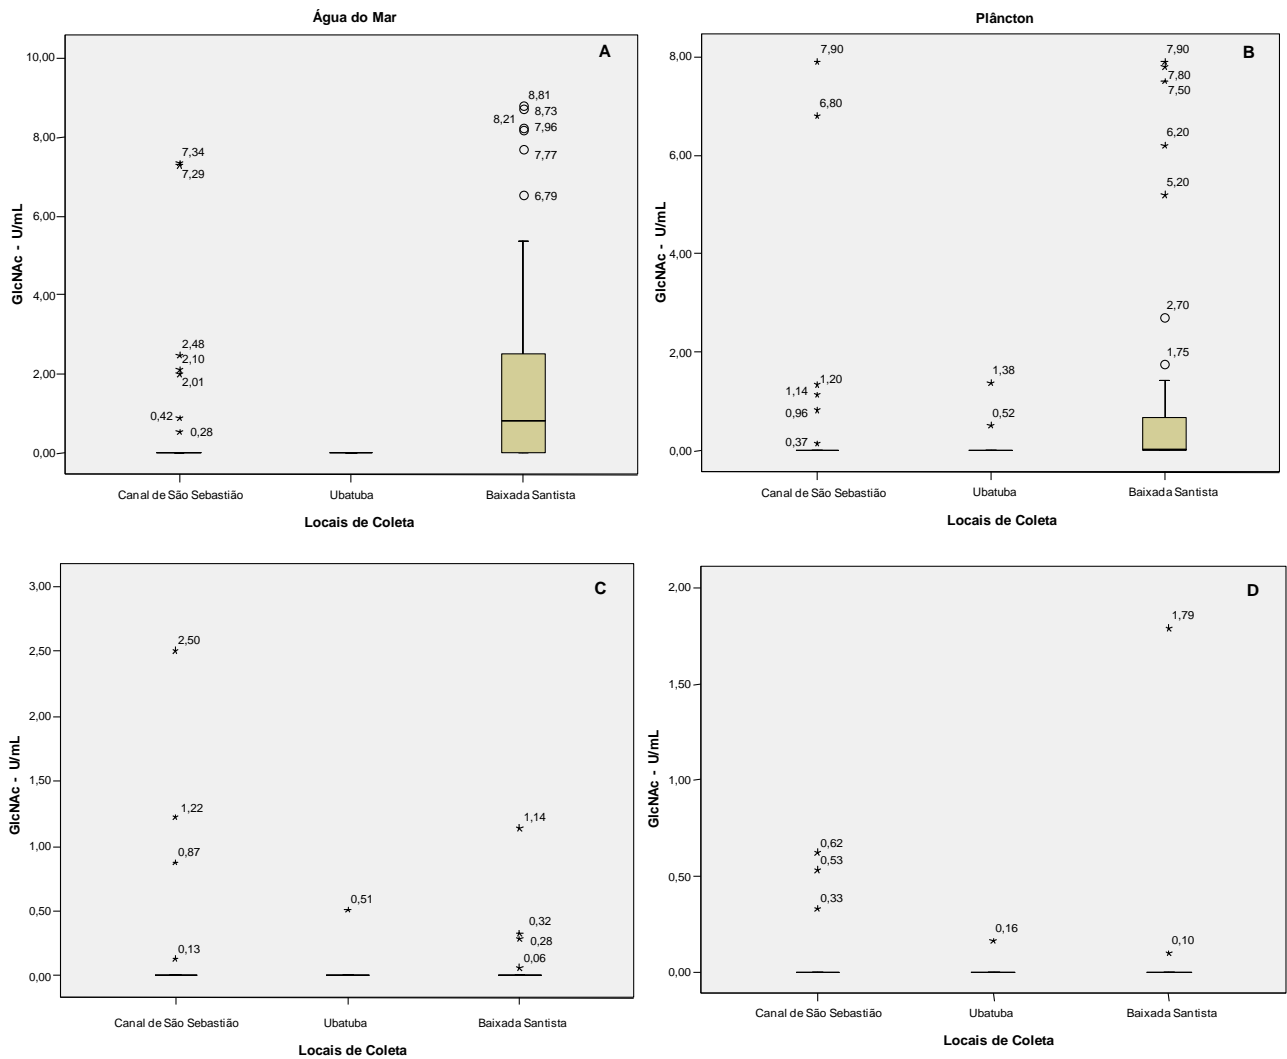 Água do Mar
A
10,00
8,00
6,00
4,00
2,00
0,00
GlcNAc - U/mL
7,34
7,29
2,48
2,10
2,01
0,42
0,28
8,81
8,73
8,21
7,96
7,77
6,79
Canal de São Sebastião
Ubatuba
Baixada Santista
Locais de Coleta
Plâncton
B
8,00
6,00
4,00
2,00
0,00
GlcNAc - U/mL
7,90
6,80
1,20
1,14
0,96
0,37
1,38
0,52
7,90
7,80
7,50
6,20
5,20
2,70
1,75
Canal de São Sebastião
Ubatuba
Baixada Santista
Locais de Coleta
C
3,00
2,50
2,00
1,50
1,00
0,50
0,00
GlcNAc - U/mL
2,50
1,22
0,87
0,13
0,51
1,14
0,32
0,28
0,06
Canal de São Sebastião
Ubatuba
Baixada Santista
Locais de Coleta
D
2,00
1,50
1,00
0,50
0,00
GlcNAc - U/mL
0,62
0,53
0,33
0,16
1,79
0,10
Canal de São Sebastião
Ubatuba
Baixada Santista
Locais de Coleta